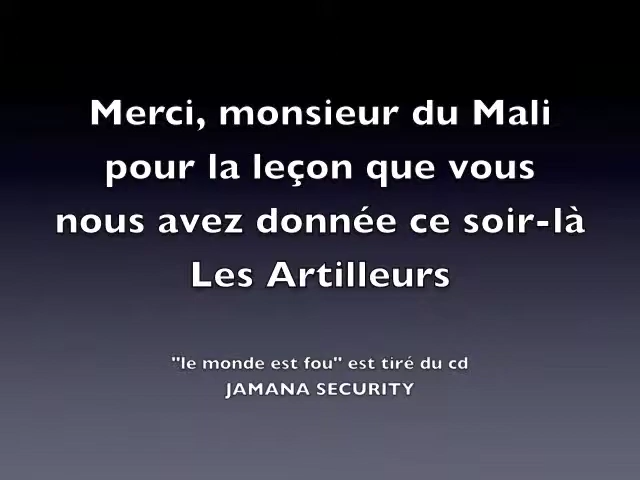 Merci, monsieur du Mali
pour la leçon que vous
nous avez donnée ce soir-là
Les Artilleurs
"le monde est fou" est tiré du cd
JAMANA SECURITY